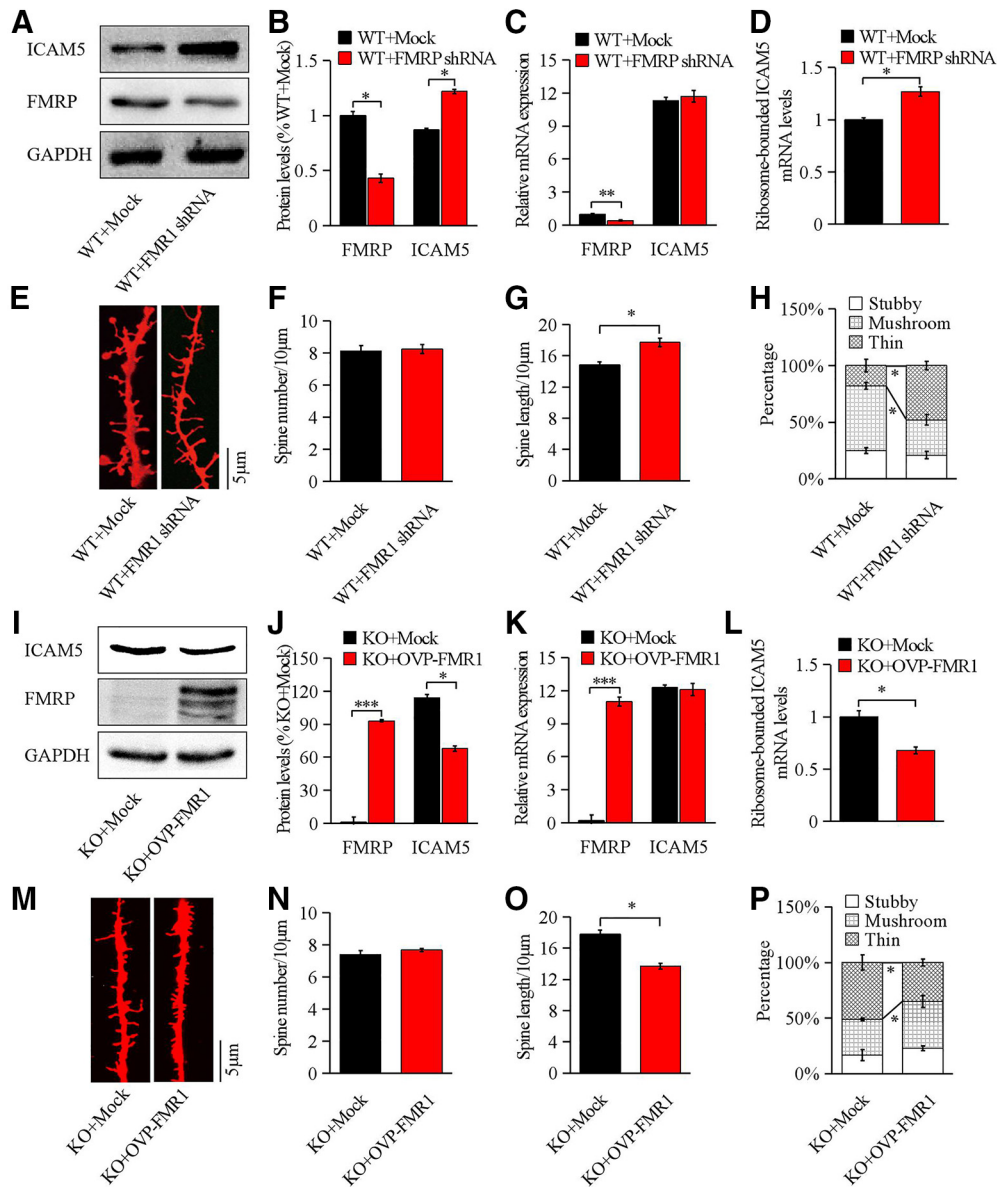 A
ICAM5
FMRP
GAPDH
WT+Mock
WT+FMR1 shRNA
B
WT+Mock
WT+FMRP shRNA
Protein levels (% WT+Mock)
1.5
1
0.5
0
*
*
FMRP
ICAM5
C
WT+Mock
WT+FMRP shRNA
Relative mRNA expression
15
12
9
6
3
0
**
FMRP
ICAM5
D
WT+Mock
WT+FMRP shRNA
Ribosome-bounded ICAM5
mRNA levels
1.5
1
0.5
0
*
E
WT+Mock
WT+FMR1 shRNA
5μm
F
Spine number/10μm
10
8
6
4
2
0
WT+Mock
WT+FMR1 shRNA
G
Spine length/10μm
20
16
12
8
4
0
*
WT+Mock
WT+FMR1 shRNA
H
Stubby
Mushroom
Thin
Percentage
150%
100%
50%
0%
*
*
WT+Mock
WT+FMR1 shRNA
I
ICAM5
FMRP
GAPDH
KO+Mock
KO+OVP-FMR1
J
KO+Mock
KO+OVP-FMR1
Protein levels (% KO+Mock)
150
120
90
60
30
0
***
*
FMRP
ICAM5
K
KO+Mock
KO+OVP-FMR1
Relative mRNA expression
15
12
9
6
3
0
***
FMRP
ICAM5
L
KO+Mock
KO+OVP-FMR1
Ribosome-bounded ICAM5
mRNA levels
1.5
1
0.5
0
*
M
KO+Mock
KO+OVP-FMR1
5μm
N
Spine number/10μm
10
8
6
4
2
0
KO+Mock
KO+OVP-FMR1
O
Spine length/10μm
20
16
12
8
4
0
*
KO+Mock
KO+OVP-FMR1
P
Stubby
Mushroom
Thin
Percentage
150%
100%
50%
0%
*
*
KO+Mock
KO+OVP-FMR1